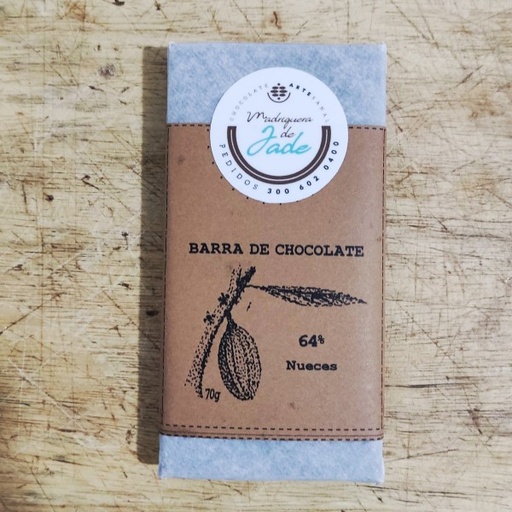 CHOCOLATE ARTESANAL
Madriguera
de
Jade
PEDIDOS 300 602 0400
BARRA DE CHOCOLATE
64%
Nueces
70g